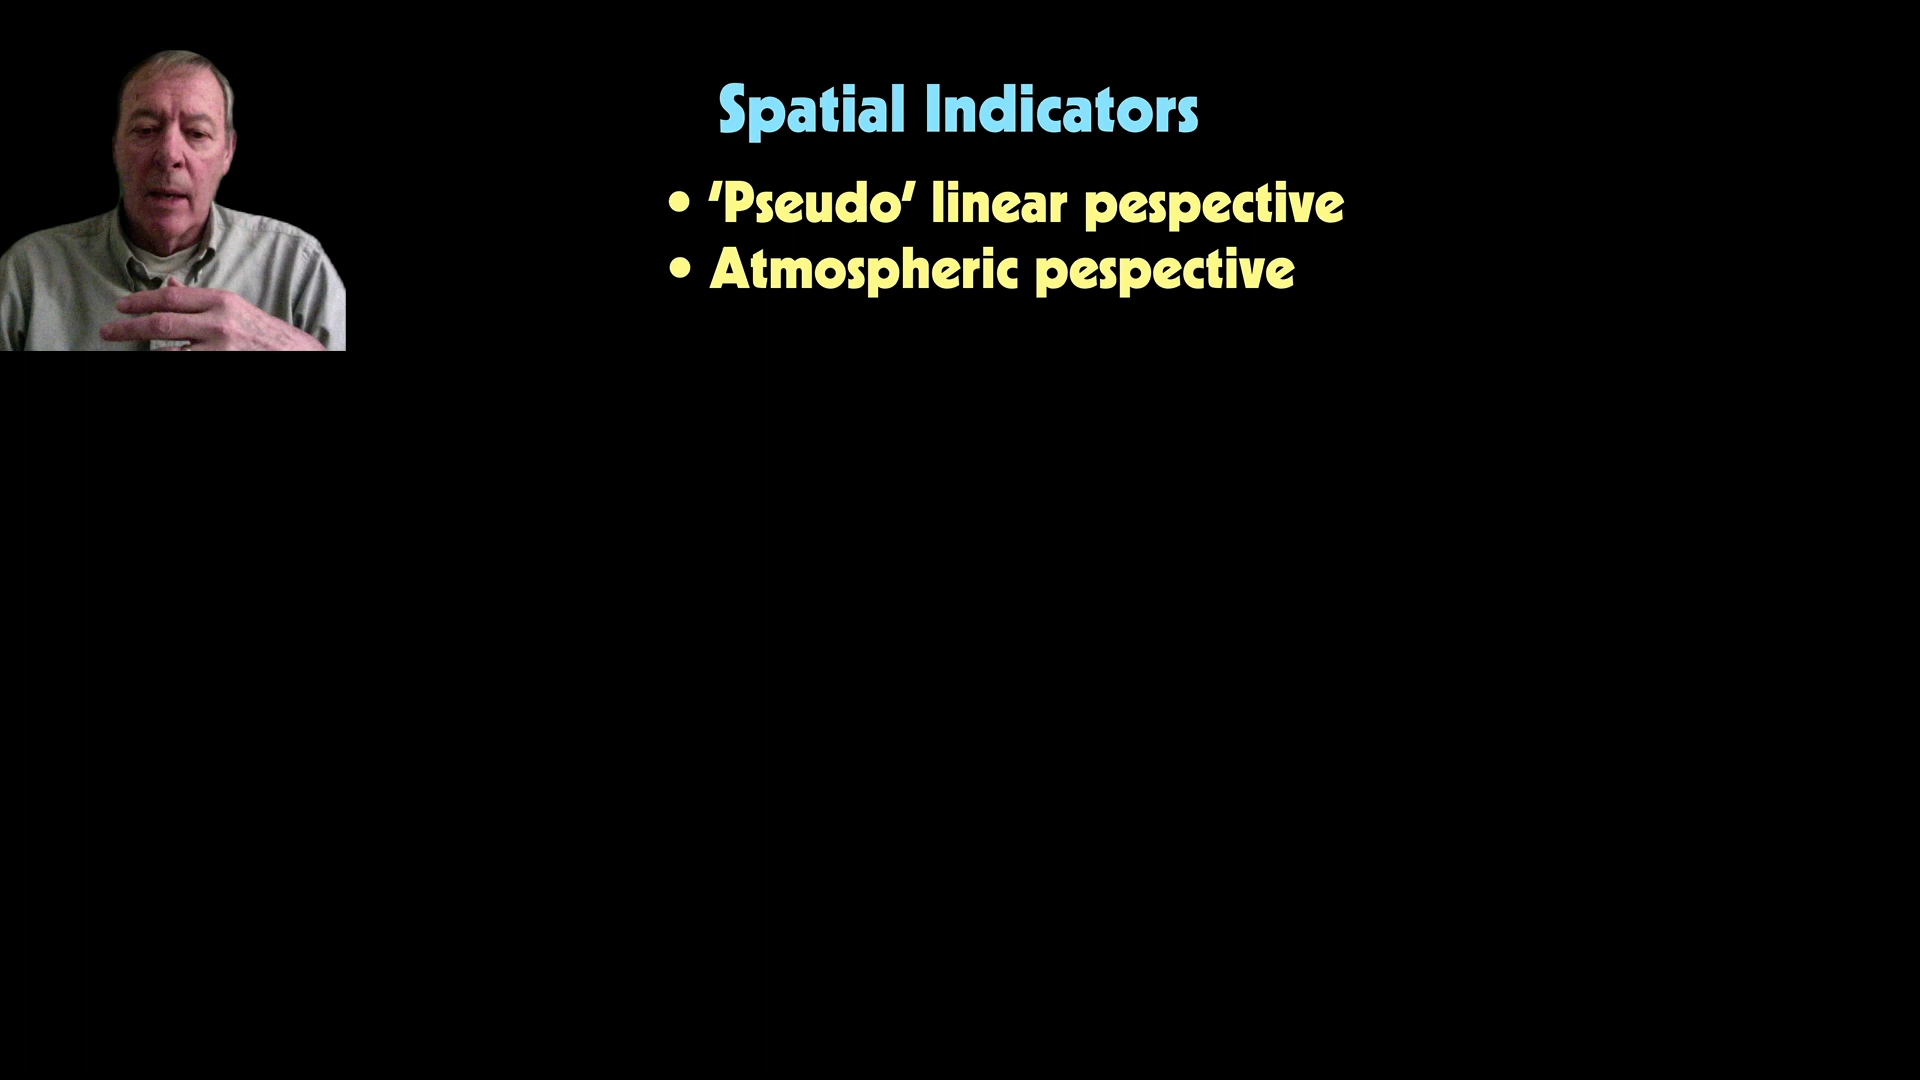 Spatial Indicators
• ‘Pseudo’ linear pespective
• Atmospheric pespective